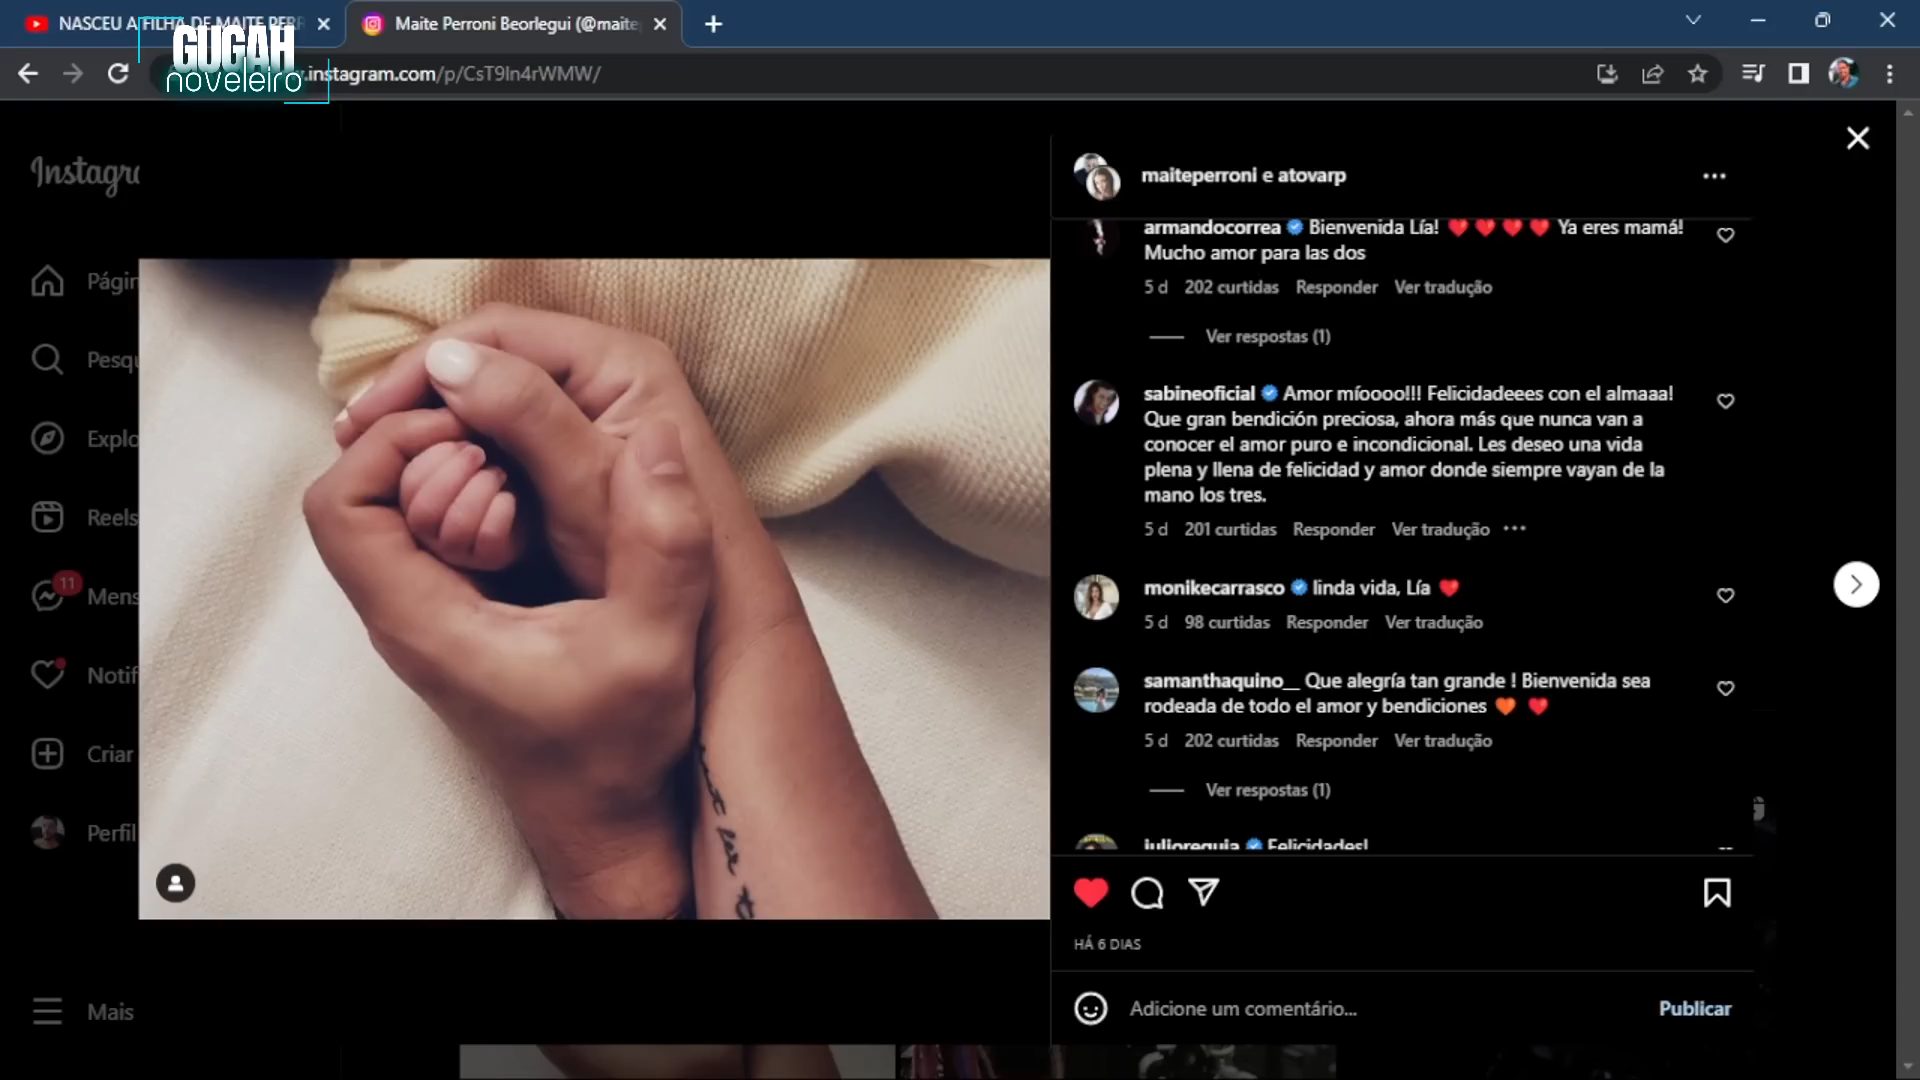 NASCEU A FILHA DE MAITE PERR
Maite Perroni Beorlegui (@maite
GUGAH
noveleiro
.instagram.com/p/CsT9ln4rWMW/
Instagra
Págin
Pesqu
Explo
Reels
11
Mens
Notif
Criar
Perfil
Mais
maiteperroni e atovarp
armandocorrea Bienvenida Lía! ❤️❤️❤️❤️ Ya eres mamá!
Mucho amor para las dos
5 d 202 curtidas Responder Ver tradução
Ver respostas (1)
sabineoficial Amor míoooo!!! Felicidadeees con el almaaa!
Que gran bendición preciosa, ahora más que nunca van a
conocer el amor puro e incondicional. Les deseo una vida
plena y llena de felicidad y amor donde siempre vayan de la
mano los tres.
5 d 201 curtidas Responder Ver tradução
monikecarrasco linda vida, Lía ❤️
5 d 98 curtidas Responder Ver tradução
samanthaquino__ Que alegría tan grande ! Bienvenida sea
rodeada de todo el amor y bendiciones 🧡 ❤️
5 d 202 curtidas Responder Ver tradução
Ver respostas (1)
Felicidades!
HÁ 6 DIAS
Adicione um comentário...
Publicar